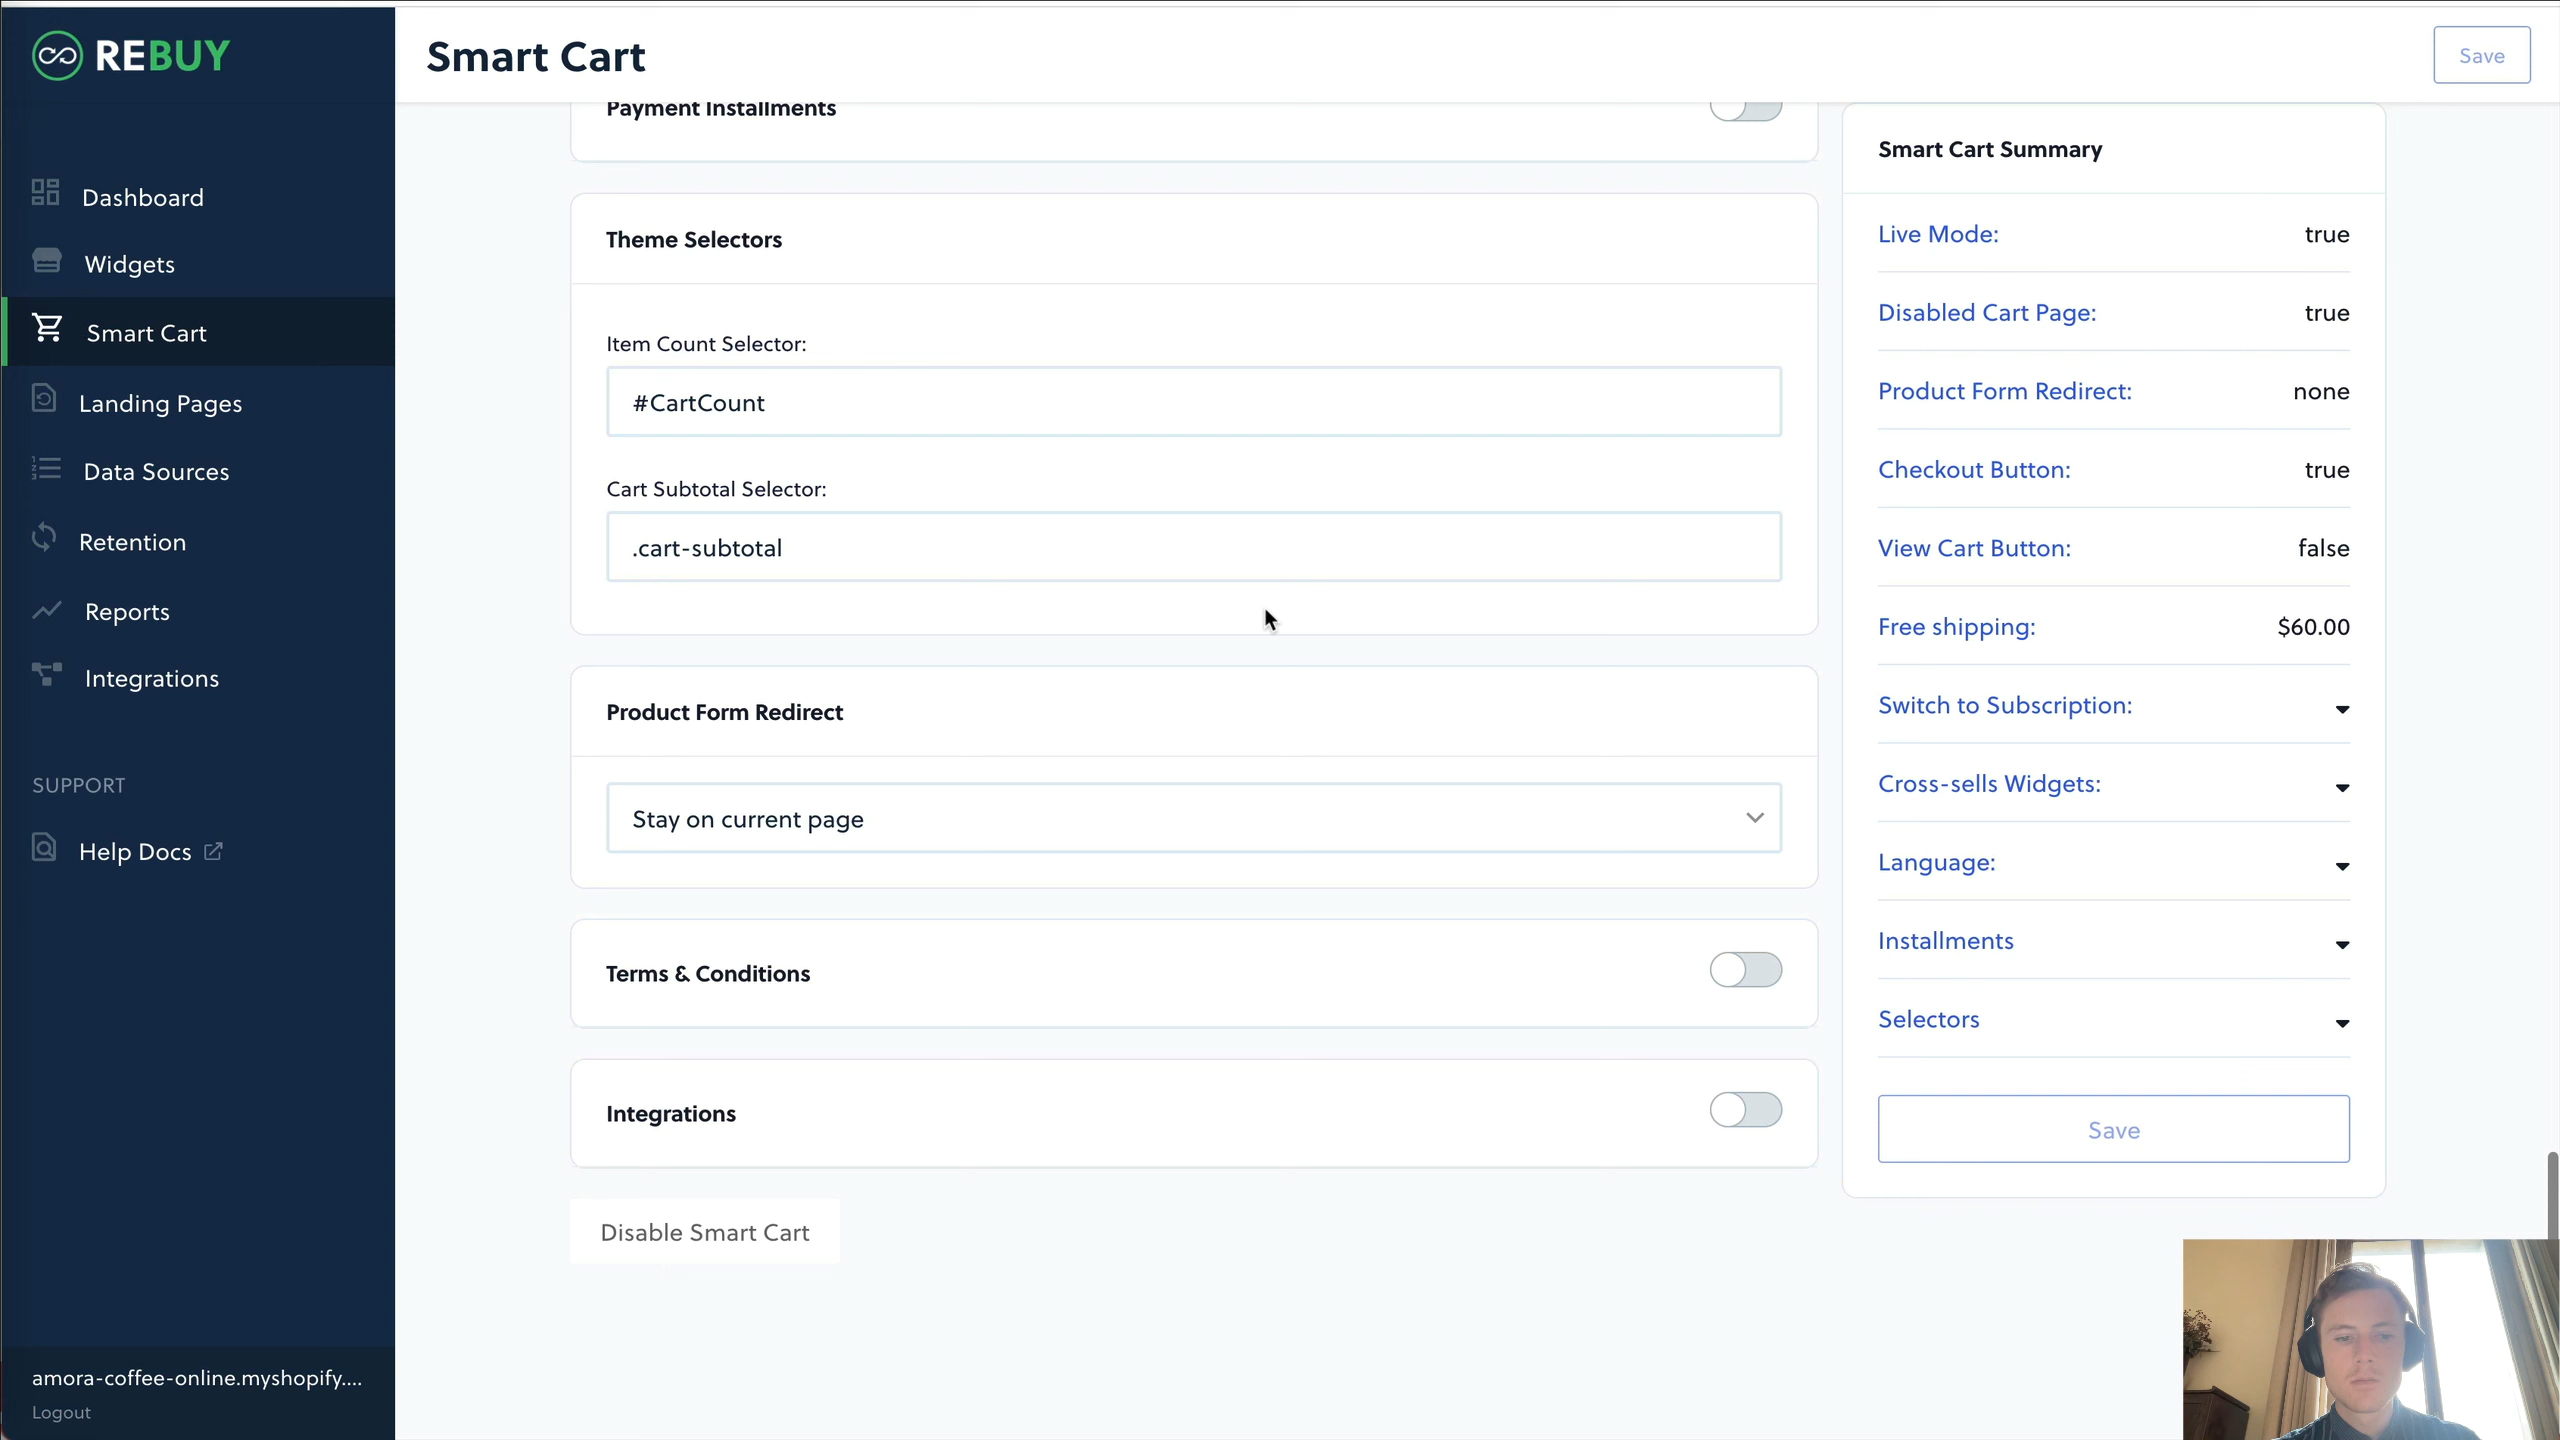 REBUY
Smart Cart
Save
Dashboard
Widgets
Smart Cart
Landing Pages
Data Sources
Retention
Reports
Integrations
SUPPORT
Help Docs
amora-coffee-online.myshopify....
Logout
Payment Installments
Theme Selectors
Item Count Selector:
#CartCount
Cart Subtotal Selector:
.cart-subtotal
Product Form Redirect
Stay on current page
Terms & Conditions
Integrations
Disable Smart Cart
Smart Cart Summary
Live Mode: true
Disabled Cart Page: true
Product Form Redirect: none
Checkout Button: true
View Cart Button: false
Free shipping: $60.00
Switch to Subscription:
Cross-sells Widgets:
Language:
Installments
Selectors
Save